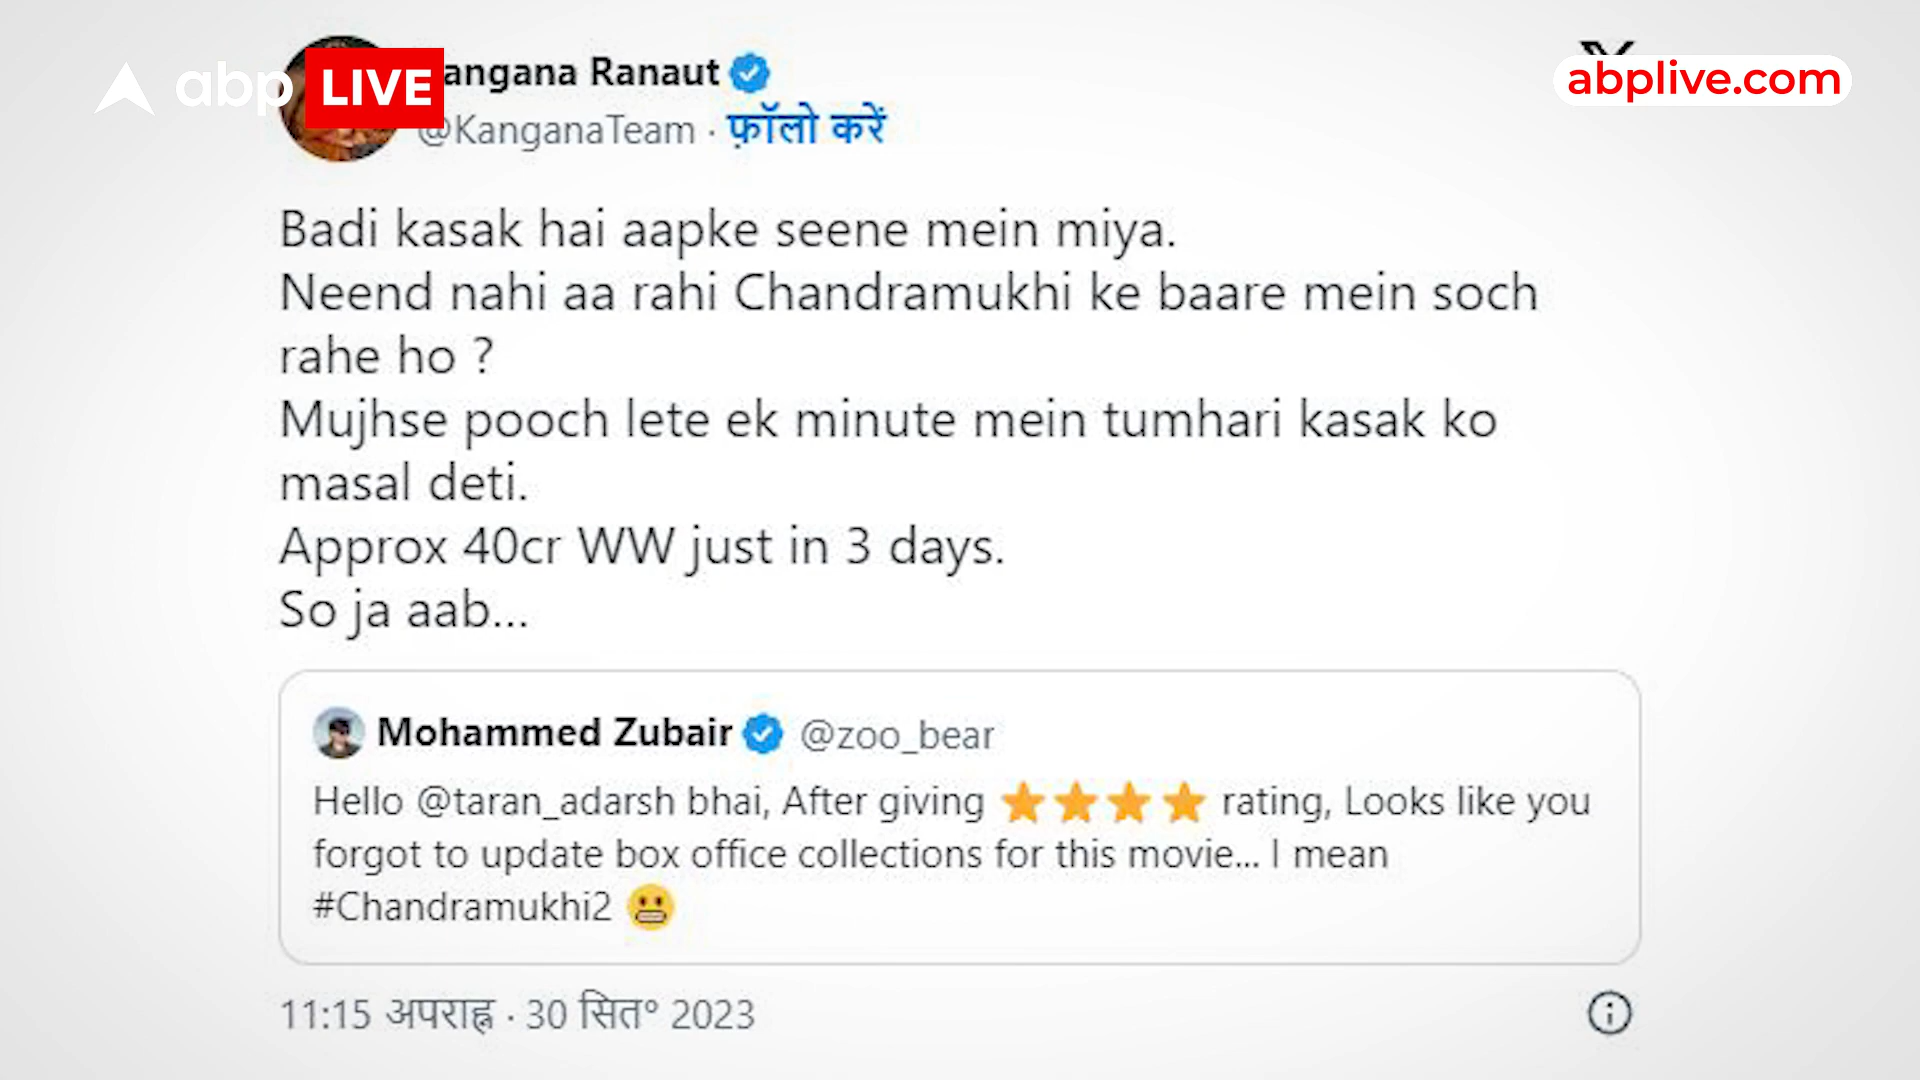 abp LIVE
abplive.com
angana Ranaut
@KanganaTeam · फ़ॉलो करें
Badi kasak hai aapke seene mein miya.
Neend nahi aa rahi Chandramukhi ke baare mein soch
rahe ho ?
Mujhse pooch lete ek minute mein tumhari kasak ko
masal deti.
Approx 40cr WW just in 3 days.
So ja aab...
Mohammed Zubair @zoo_bear
Hello @taran_adarsh bhai, After giving ⭐⭐⭐⭐ rating, Looks like you
forgot to update box office collections for this movie... I mean
#Chandramukhi2 😬
11:15 अपराह्न · 30 सित॰ 2023